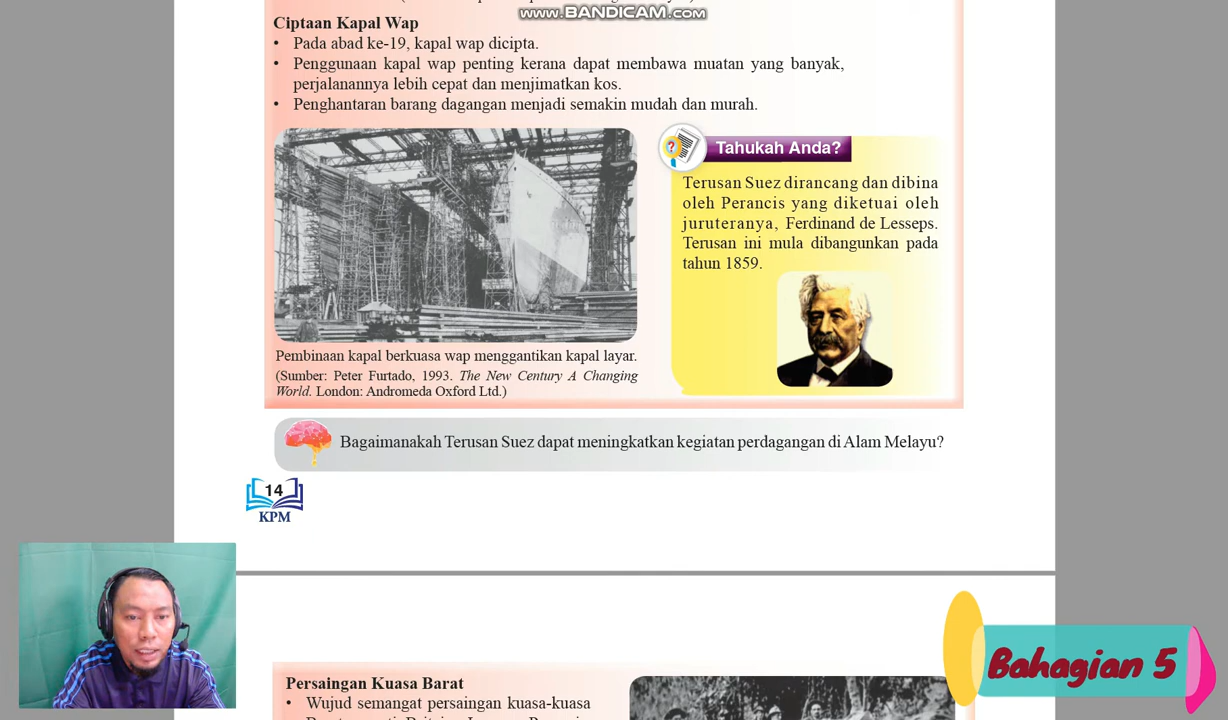 www.BANDICAM.com
Ciptaan Kapal Wap
• Pada abad ke-19, kapal wap dicipta.
• Penggunaan kapal wap penting kerana dapat membawa muatan yang banyak,
perjalanannya lebih cepat dan menjimatkan kos.
• Penghantaran barang dagangan menjadi semakin mudah dan murah.
Pembinaan kapal berkuasa wap menggantikan kapal layar.
(Sumber: Peter Furtado, 1993. The New Century A Changing
World. London: Andromeda Oxford Ltd.)
Tahukah Anda?
Terusan Suez dirancang dan dibina
oleh Perancis yang diketuai oleh
juruteranya, Ferdinand de Lesseps.
Terusan ini mula dibangunkan pada
tahun 1859.
Bagaimanakah Terusan Suez dapat meningkatkan kegiatan perdagangan di Alam Melayu?
14
KPM
Persaingan Kuasa Barat
• Wujud semangat persaingan kuasa-kuasa
Bahagian 5